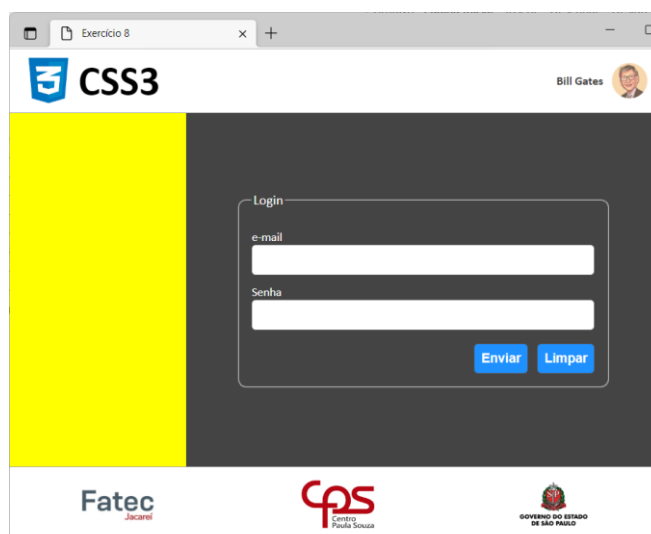 Exercício 8
CSS3
Bill Gates
Login
e-mail
Senha
Enviar
Limpar
Fatec
Jacareí
CPS
Centro
Paula Souza
GOVERNO DO ESTADO
DE SÃO PAULO